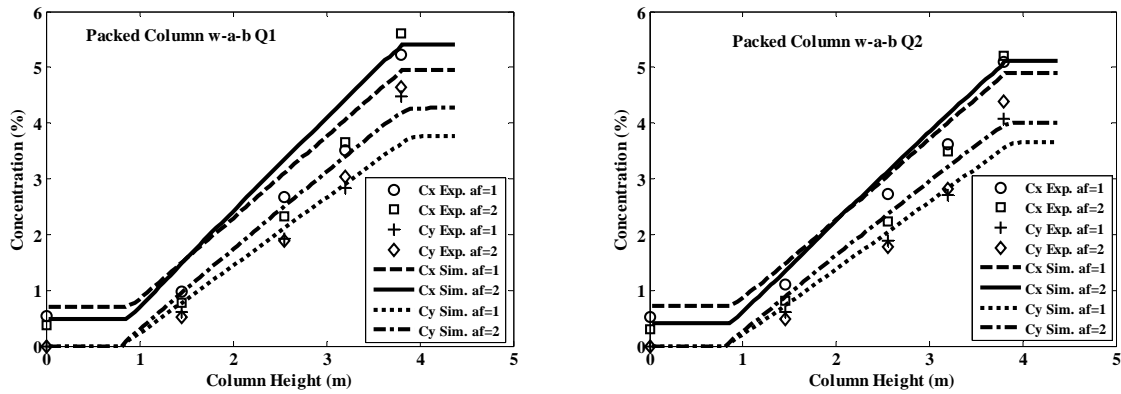 Packed Column w-a-b Q1
Concentration (%)
6
5
4
3
2
1
0
0 1 2 3 4 5
Column Height (m)
Cx Exp. af=1
Cx Exp. af=2
Cy Exp. af=1
Cy Exp. af=2
Cx Sim. af=1
Cx Sim. af=2
Cy Sim. af=1
Cy Sim. af=2
Packed Column w-a-b Q2
Concentration (%)
6
5
4
3
2
1
0
0 1 2 3 4 5
Column Height (m)
Cx Exp. af=1
Cx Exp. af=2
Cy Exp. af=1
Cy Exp. af=2
Cx Sim. af=1
Cx Sim. af=2
Cy Sim. af=1
Cy Sim. af=2